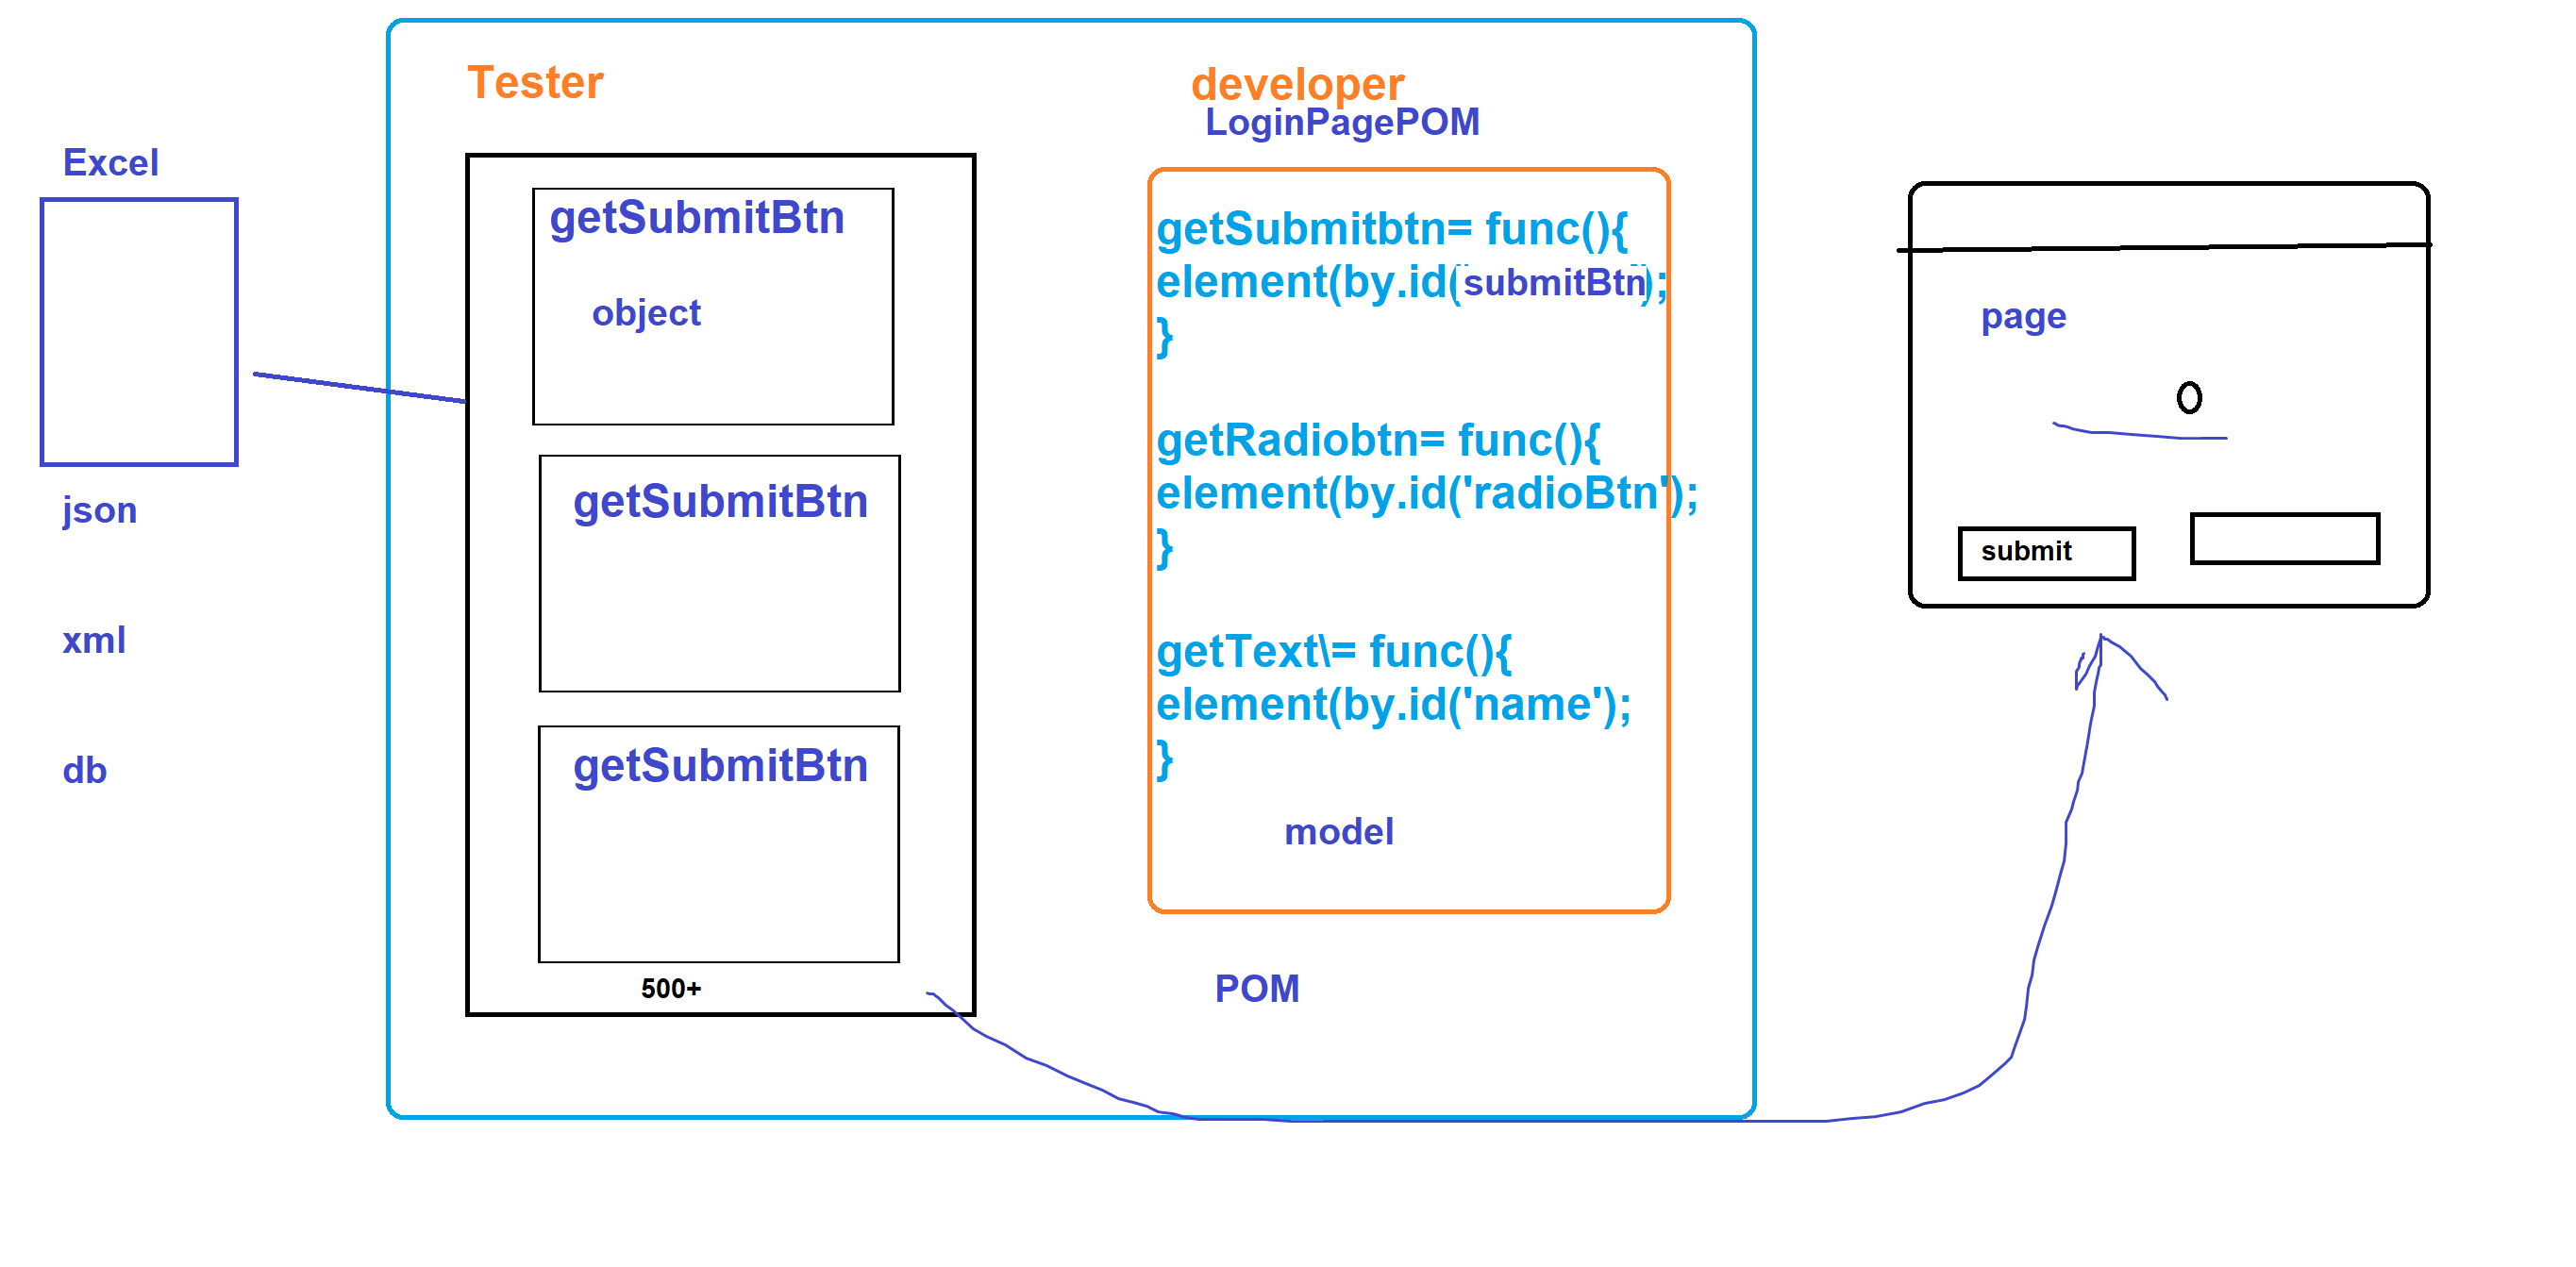 Excel
json
xml
db
Tester
getSubmitBtn
object
getSubmitBtn
getSubmitBtn
500+
developer
LoginPagePOM
getSubmitbtn= func(){
element(by.id('submitBtn');
}
getRadiobtn= func(){
element(by.id('radioBtn');
}
getText\= func(){
element(by.id('name');
}
model
POM
page
submit